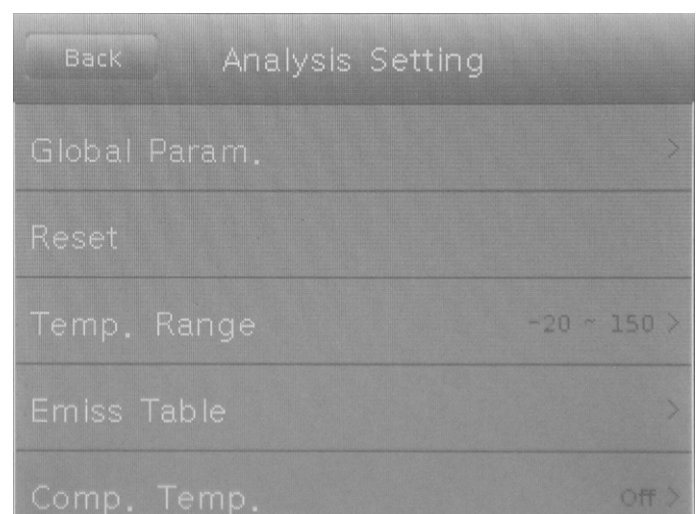 Back Analysis Setting
Global Param. >
Reset
Temp. Range -20 ~ 150 >
Emiss Table >
Comp. Temp. Off >